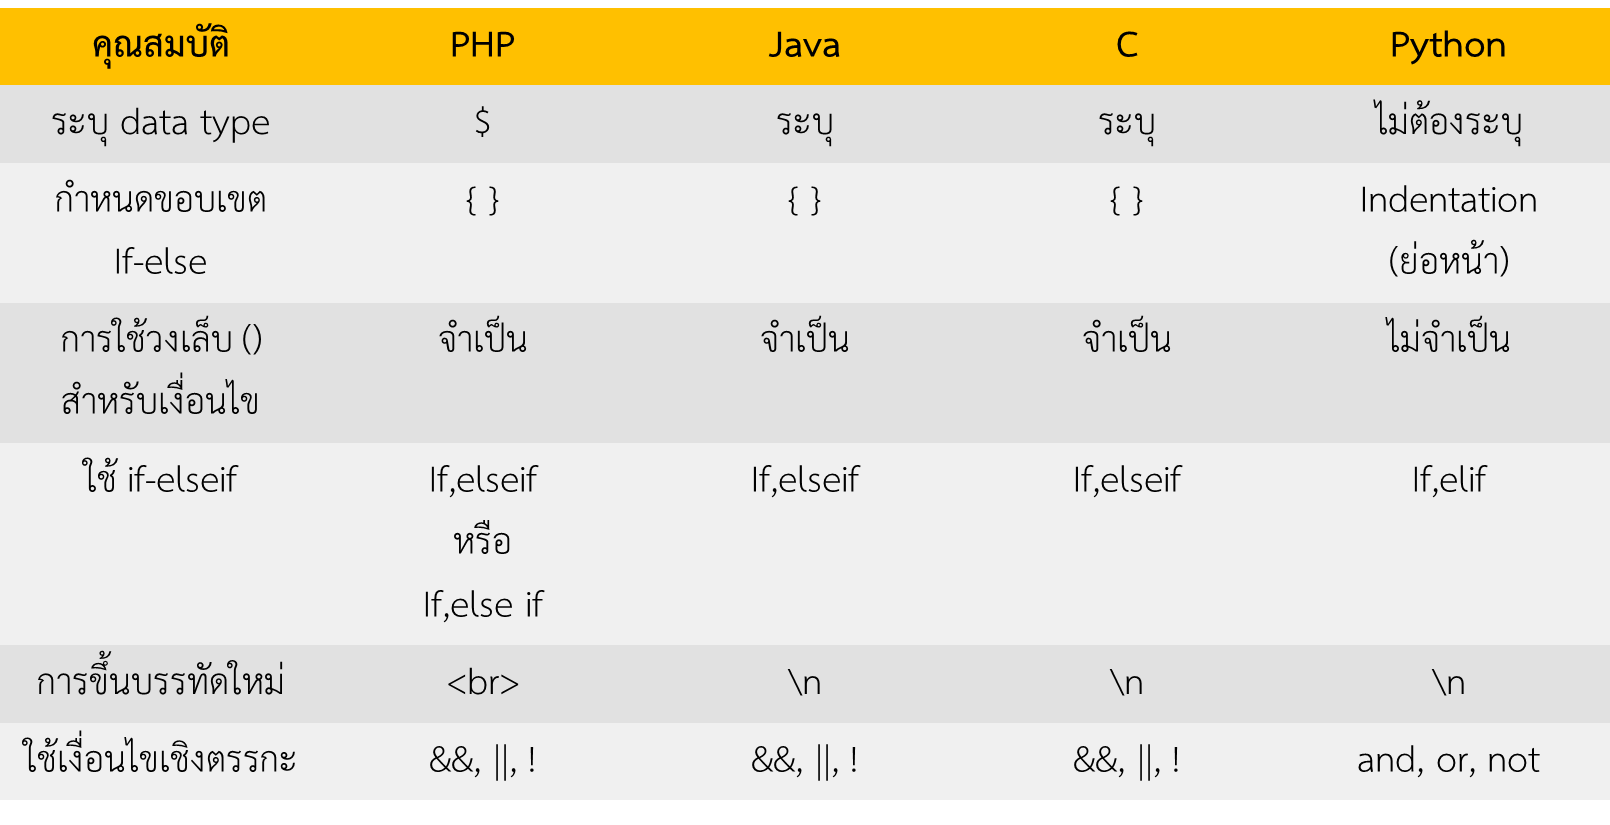 คุณสมบัติ PHP Java C Python
ระบุ data type $ ระบุ ระบุ ไม่ต้องระบุ
กำหนดขอบเขต { } { } { } Indentation
If-else (ย่อหน้า)
การใช้วงเล็บ () จำเป็น จำเป็น จำเป็น ไม่จำเป็น
สำหรับเงื่อนไข
ใช้ if-elseif If,elseif If,elseif If,elseif If,elif
หรือ
If,else if
การขึ้นบรรทัดใหม่ <br> \n \n \n
ใช้เงื่อนไขเชิงตรรกะ &&, ||, ! &&, ||, ! &&, ||, ! and, or, not